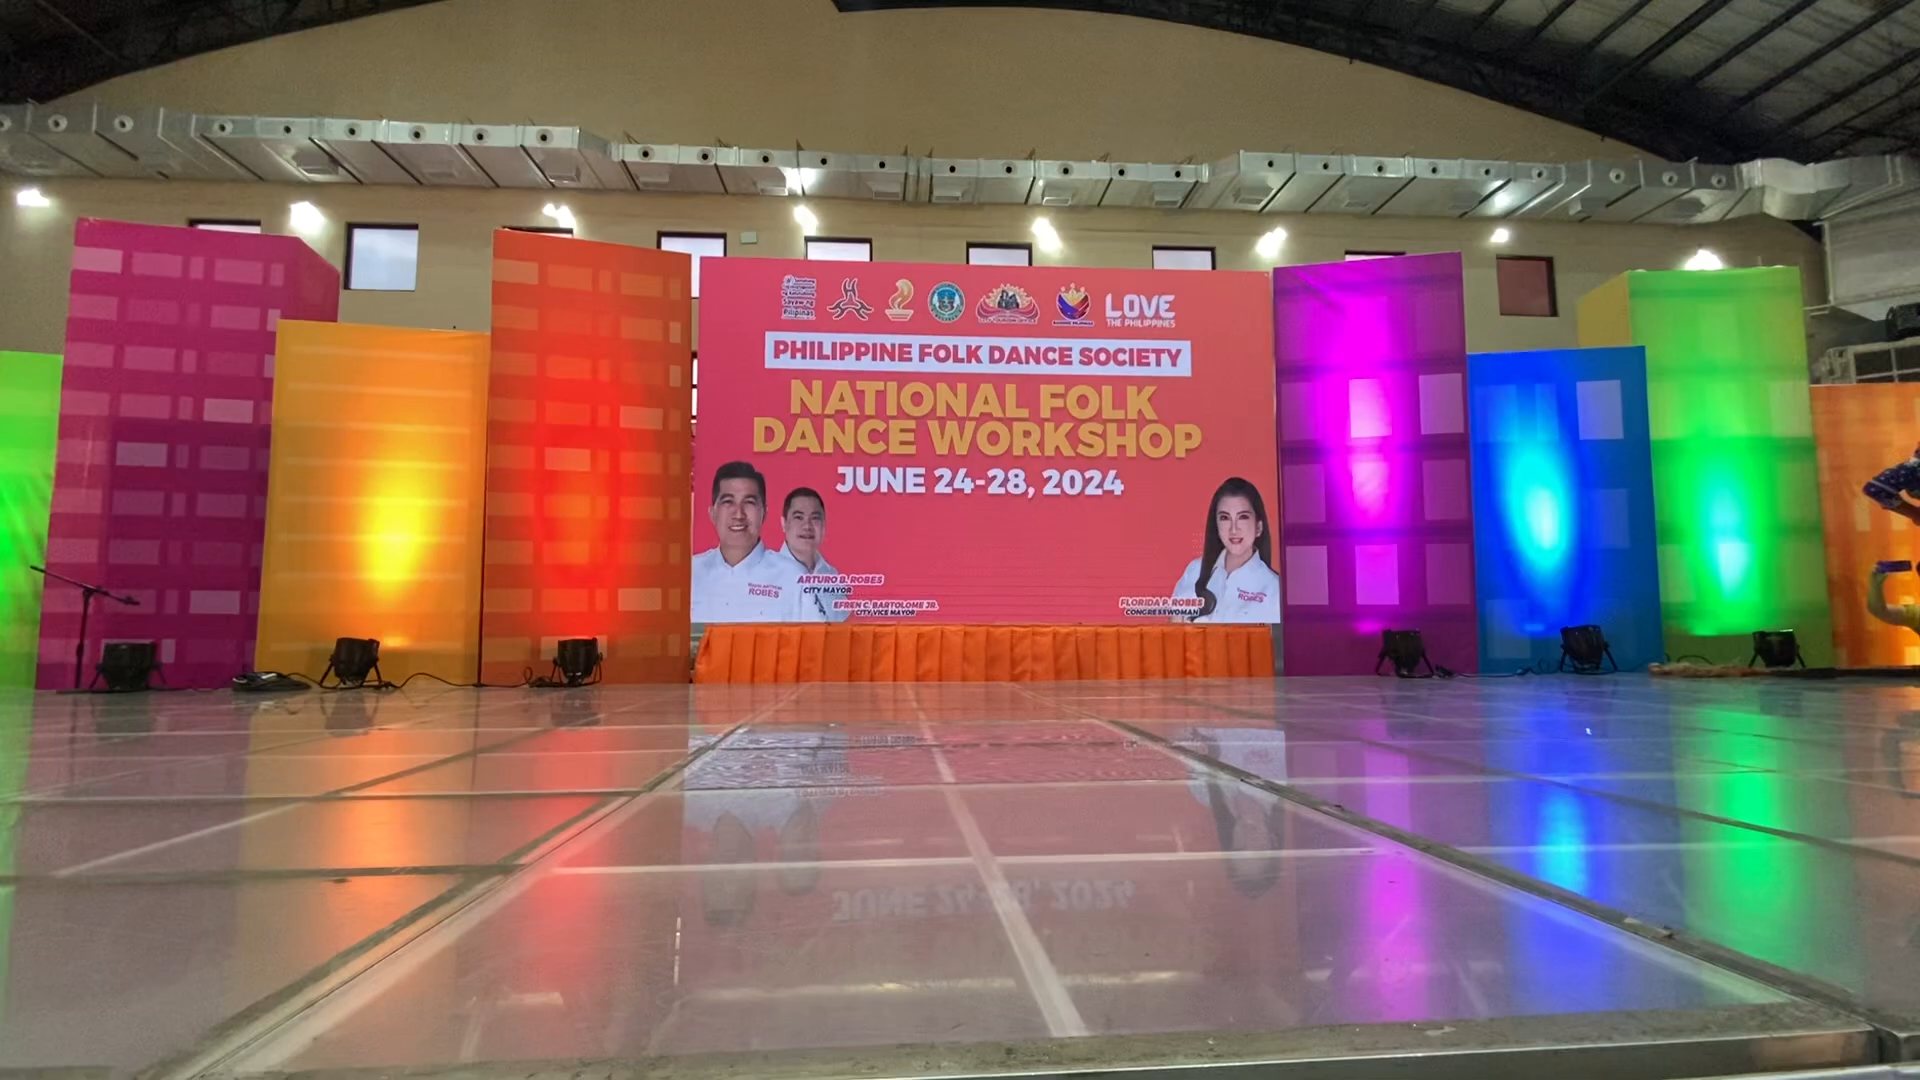 Sayaw ng
Pilipinas
LOVE
THE PHILIPPINES
PHILIPPINE FOLK DANCE SOCIETY
NATIONAL FOLK
DANCE WORKSHOP
JUNE 24-28, 2024
ROBES
ARTURO B. ROBES
CITY MAYOR
EFREN C. BARTOLOME JR.
CITY VICE MAYOR
ROBES
FLORIDA P. ROBES
CONGRESSWOMAN